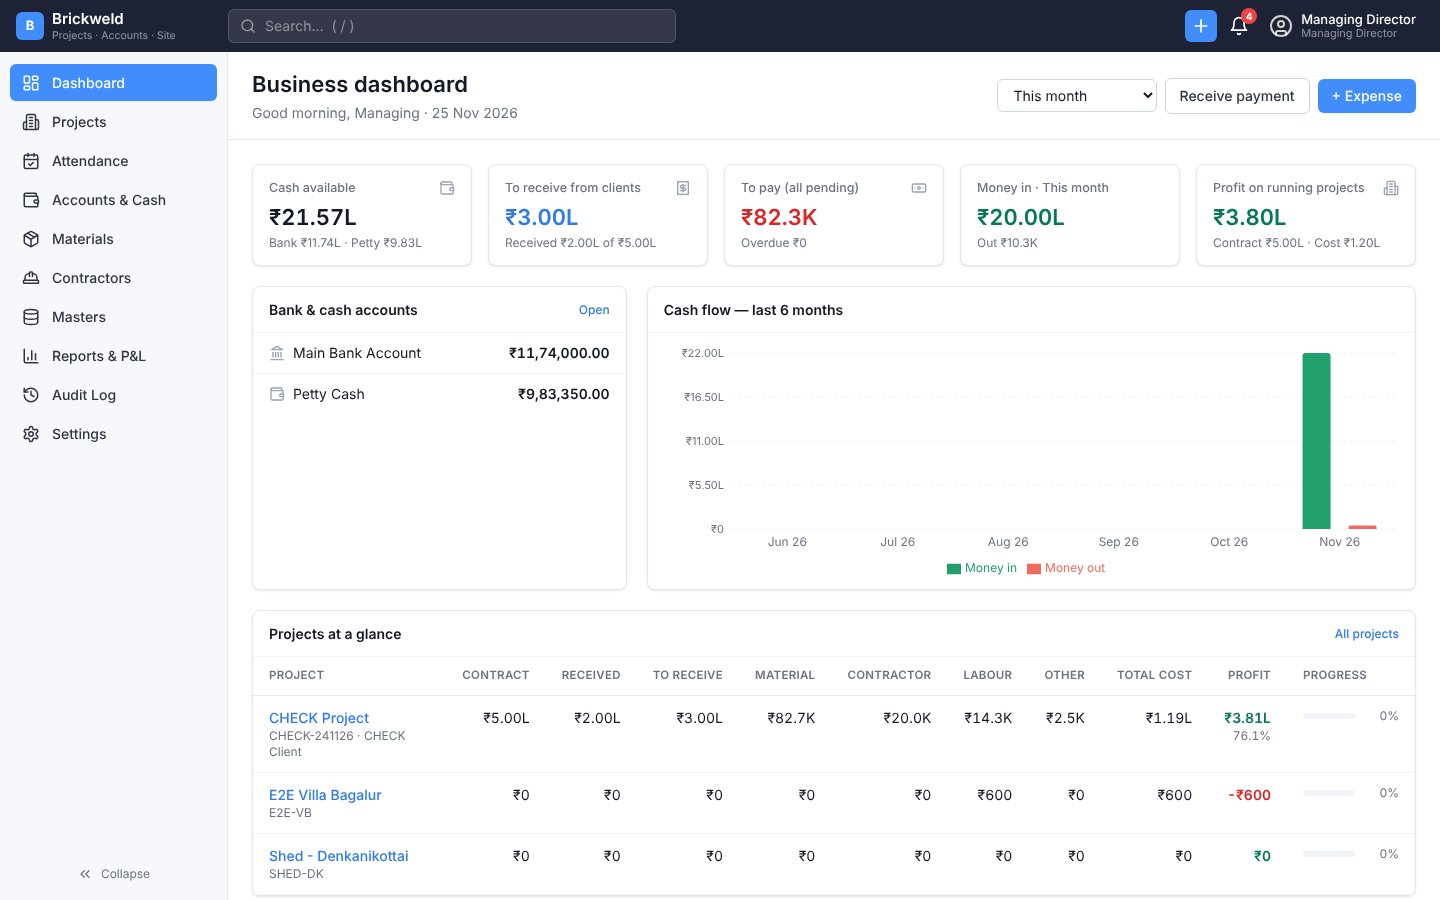 B
Brickweld
Projects · Accounts · Site
Search... ( / )
4
Managing Director
Managing Director
Dashboard
Projects
Attendance
Accounts & Cash
Materials
Contractors
Masters
Reports & P&L
Audit Log
Settings
Collapse
Business dashboard
Good morning, Managing · 25 Nov 2026
This month
Receive payment
+ Expense
Cash available
₹21.57L
Bank ₹11.74L · Petty ₹9.83L
To receive from clients
₹3.00L
Received ₹2.00L of ₹5.00L
To pay (all pending)
₹82.3K
Overdue ₹0
Money in · This month
₹20.00L
Out ₹10.3K
Profit on running projects
₹3.80L
Contract ₹5.00L · Cost ₹1.20L
Bank & cash accounts Open
Main Bank Account ₹11,74,000.00
Petty Cash ₹9,83,350.00
Cash flow — last 6 months
₹22.00L
₹16.50L
₹11.00L
₹5.50L
₹0
Jun 26 Jul 26 Aug 26 Sep 26 Oct 26 Nov 26
Money in Money out
Projects at a glance All projects
PROJECT CONTRACT RECEIVED TO RECEIVE MATERIAL CONTRACTOR LABOUR OTHER TOTAL COST PROFIT PROGRESS
CHECK Project ₹5.00L ₹2.00L ₹3.00L ₹82.7K ₹20.0K ₹14.3K ₹2.5K ₹1.19L ₹3.81L 0%
CHECK-241126 · CHECK 76.1%
Client
E2E Villa Bagalur ₹0 ₹0 ₹0 ₹0 ₹0 ₹600 ₹0 ₹600 -₹600 0%
E2E-VB
Shed - Denkanikottai ₹0 ₹0 ₹0 ₹0 ₹0 ₹0 ₹0 ₹0 ₹0 0%
SHED-DK